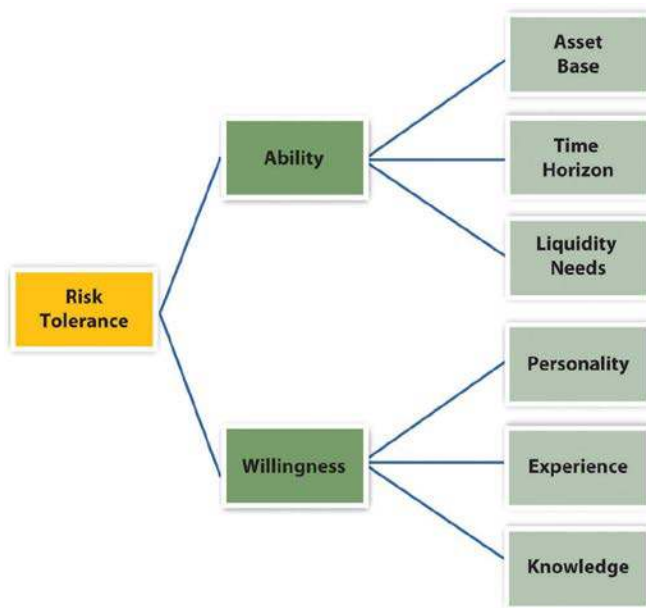 Asset
Base
Ability
Time
Horizon
Liquidity
Needs
Risk
Tolerance
Personality
Willingness
Experience
Knowledge